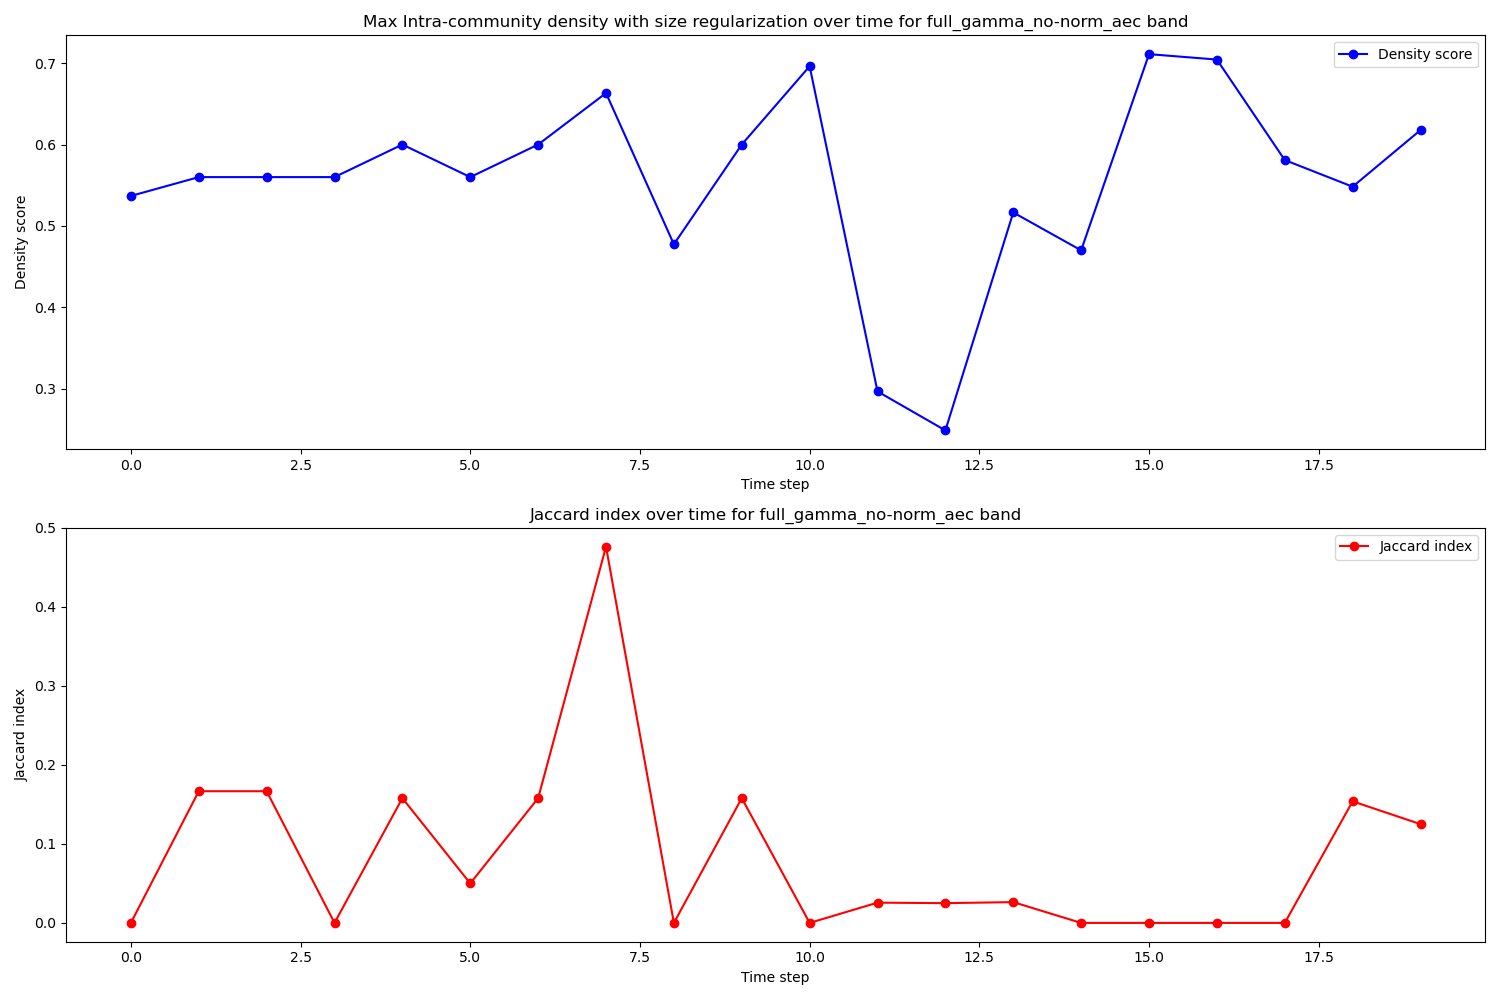 Max Intra-community density with size regularization over time for full_gamma_no-norm_aec band
Density score
0.7
0.6
0.5
0.4
0.3
Density score
0.0 2.5 5.0 7.5 10.0 12.5 15.0 17.5
Time step
Jaccard index over time for full_gamma_no-norm_aec band
Jaccard index
0.5
0.4
0.3
0.2
0.1
0.0
Jaccard index
0.0 2.5 5.0 7.5 10.0 12.5 15.0 17.5
Time step